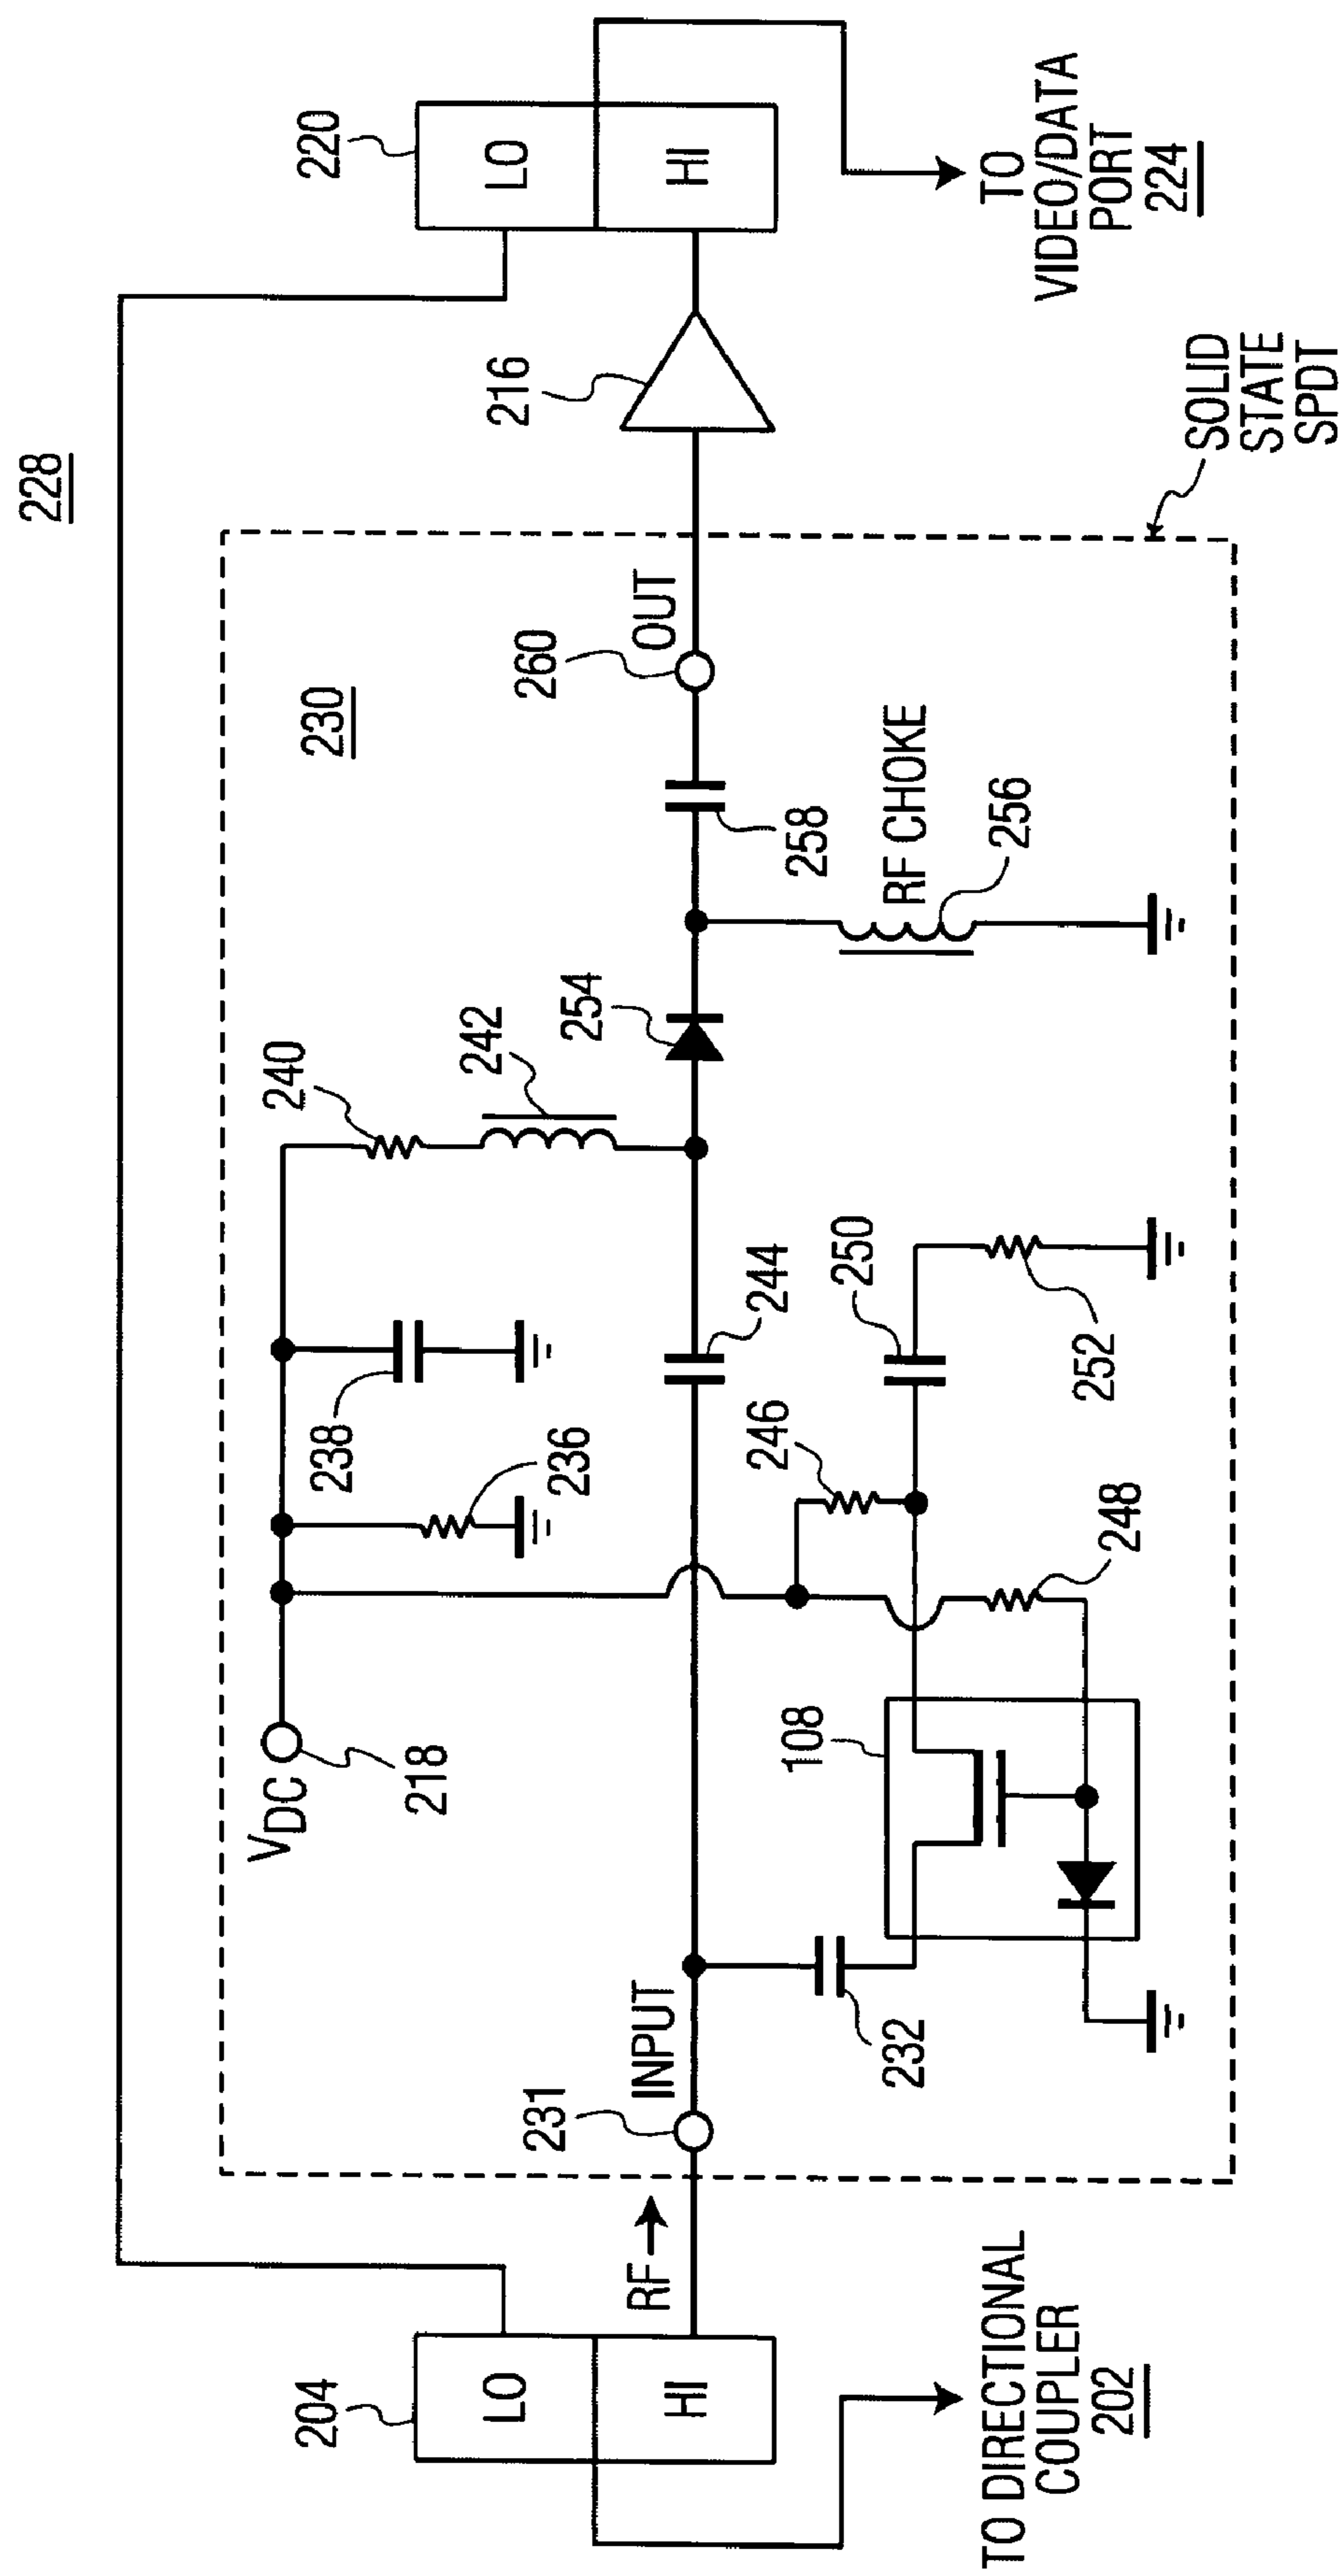 228
204
LO
HI
TO DIRECTIONAL
COUPLER
202
RF
231
INPUT
232
108
VDC
218
236
238
240
242
244
246
248
250
252
254
230
RF CHOKE
256
258
260
OUT
216
220
LO
HI
TO
VIDEO/DATA
PORT
224
SOLID
STATE
SPDT